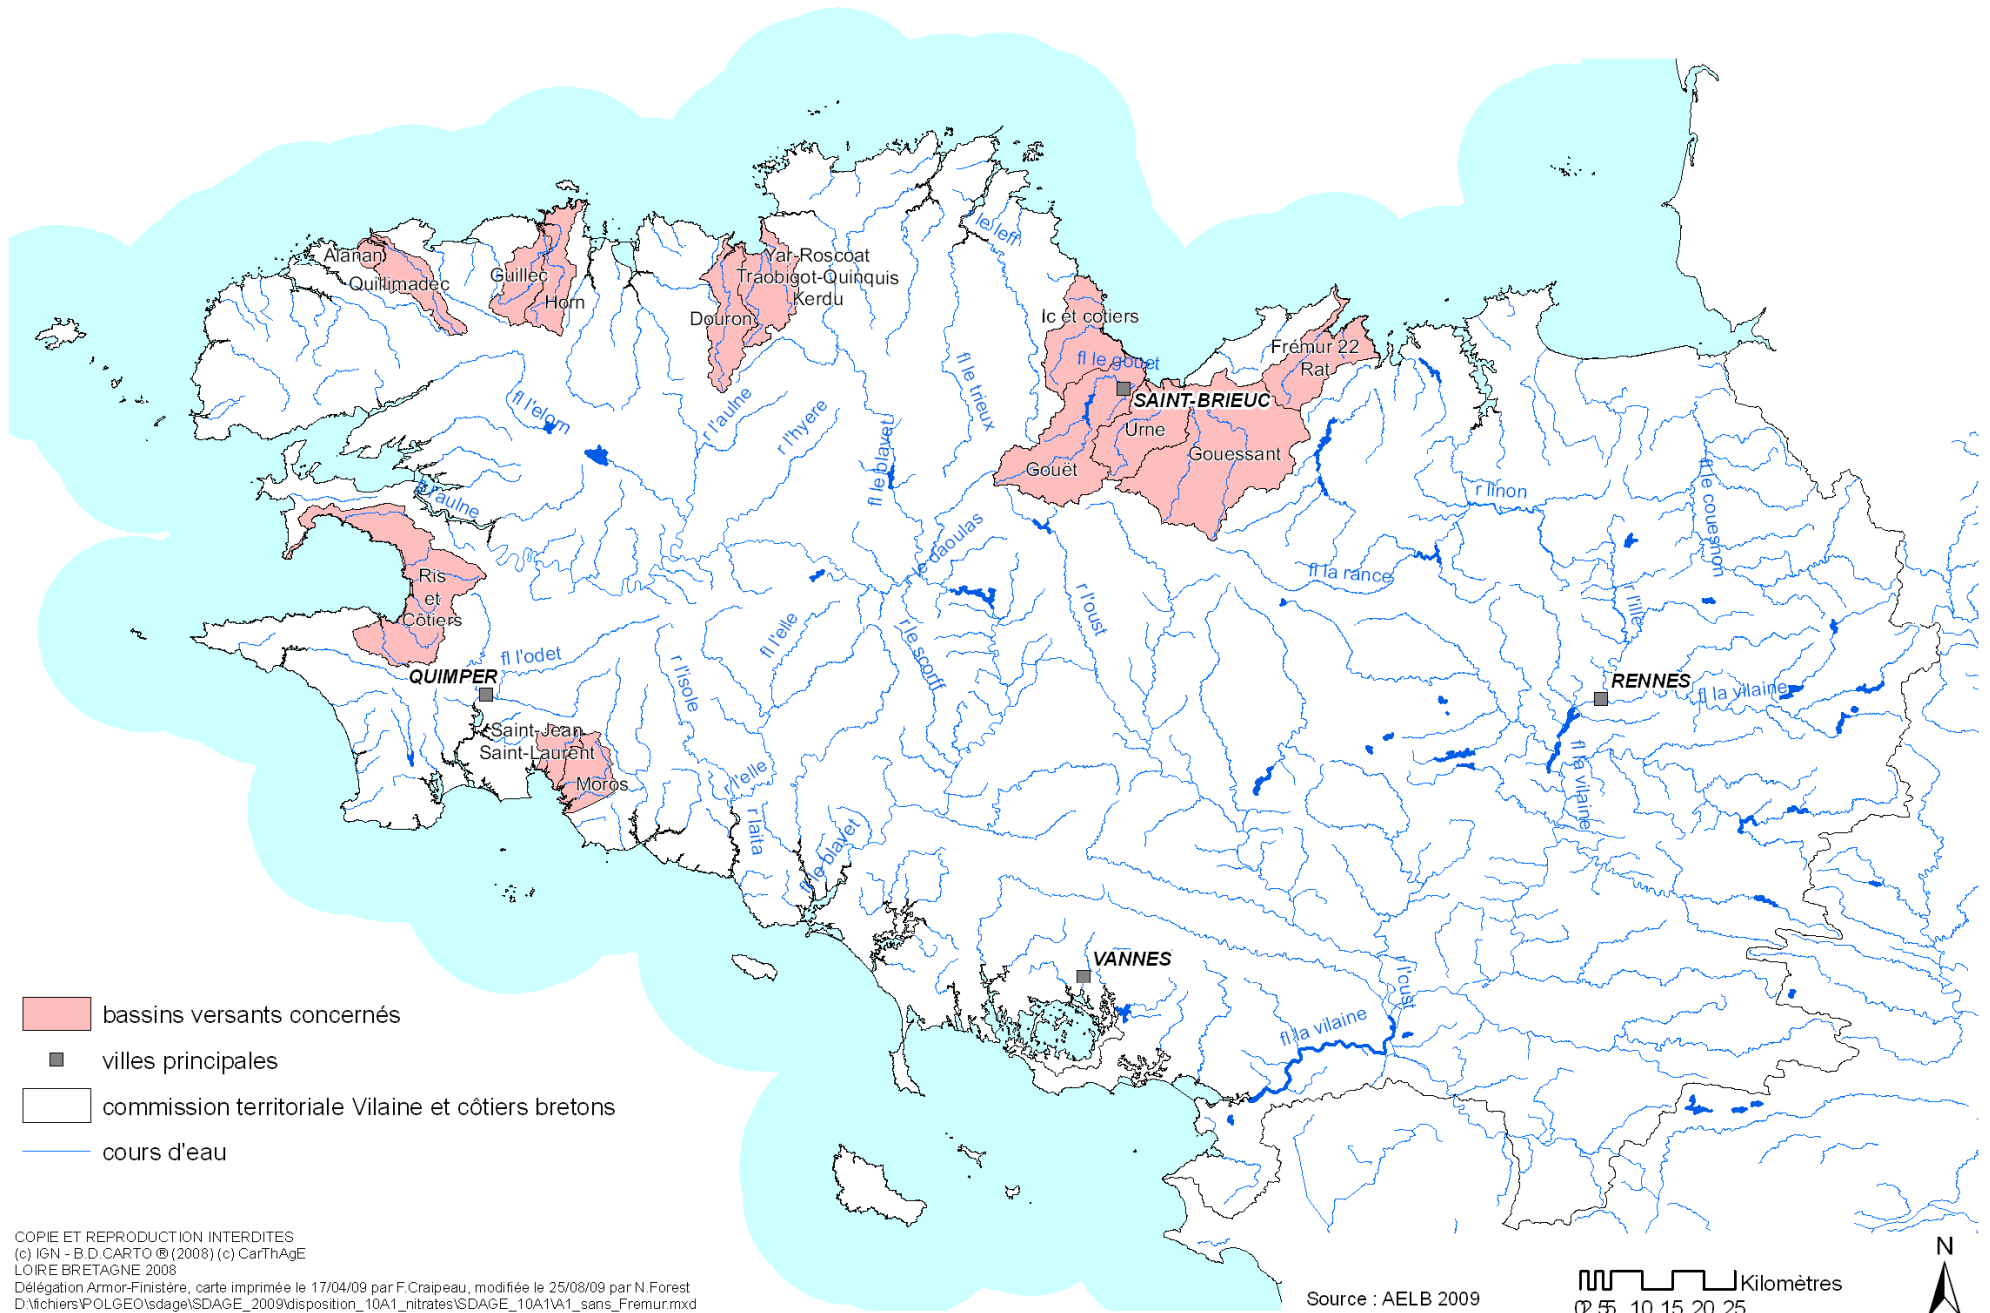 le leff
Alanan
Quillimadec
Guillec
Horn
Yar-Roscoat
Traobigot-Quinquis
Kerdu
Douron
Ic et cotiers
fl le gouet
SAINT-BRIEUC
Frémur 22
Rat
Urne
Gouessant
Gouët
fl le trieux
fl l'elorn
r l'aulne
r l'hyere
fl le blavet
fl l'aulne
r linon
fl le couesnon
r le daoulas
fl la rance
r l'oust
r l'ille
Ris
et
Côtiers
fl l'elle
r le scorff
fl l'odet
QUIMPER
r l'isole
RENNES
fl la vilaine
fl la vilaine
Saint-Jean
Saint-Laurent
Moros
r l'elle
r laita
fl le blavet
VANNES
r l'oust
fl la vilaine
bassins versants concernés
villes principales
commission territoriale Vilaine et côtiers bretons
cours d'eau
COPIE ET REPRODUCTION INTERDITES
(c) IGN - B.D.CARTO ® (2008) (c) CarThAgE
LOIRE BRETAGNE 2008
Délégation Armor-Finistère, carte imprimée le 17/04/09 par F.Craipeau, modifiée le 25/08/09 par N.Forest
D:\fichiers\POLGEO\sdage\SDAGE_2009\disposition_10A1_nitrates\SDAGE_10A1\A1_sans_Fremur.mxd
Source : AELB 2009
Kilomètres
10 15 20 25
N